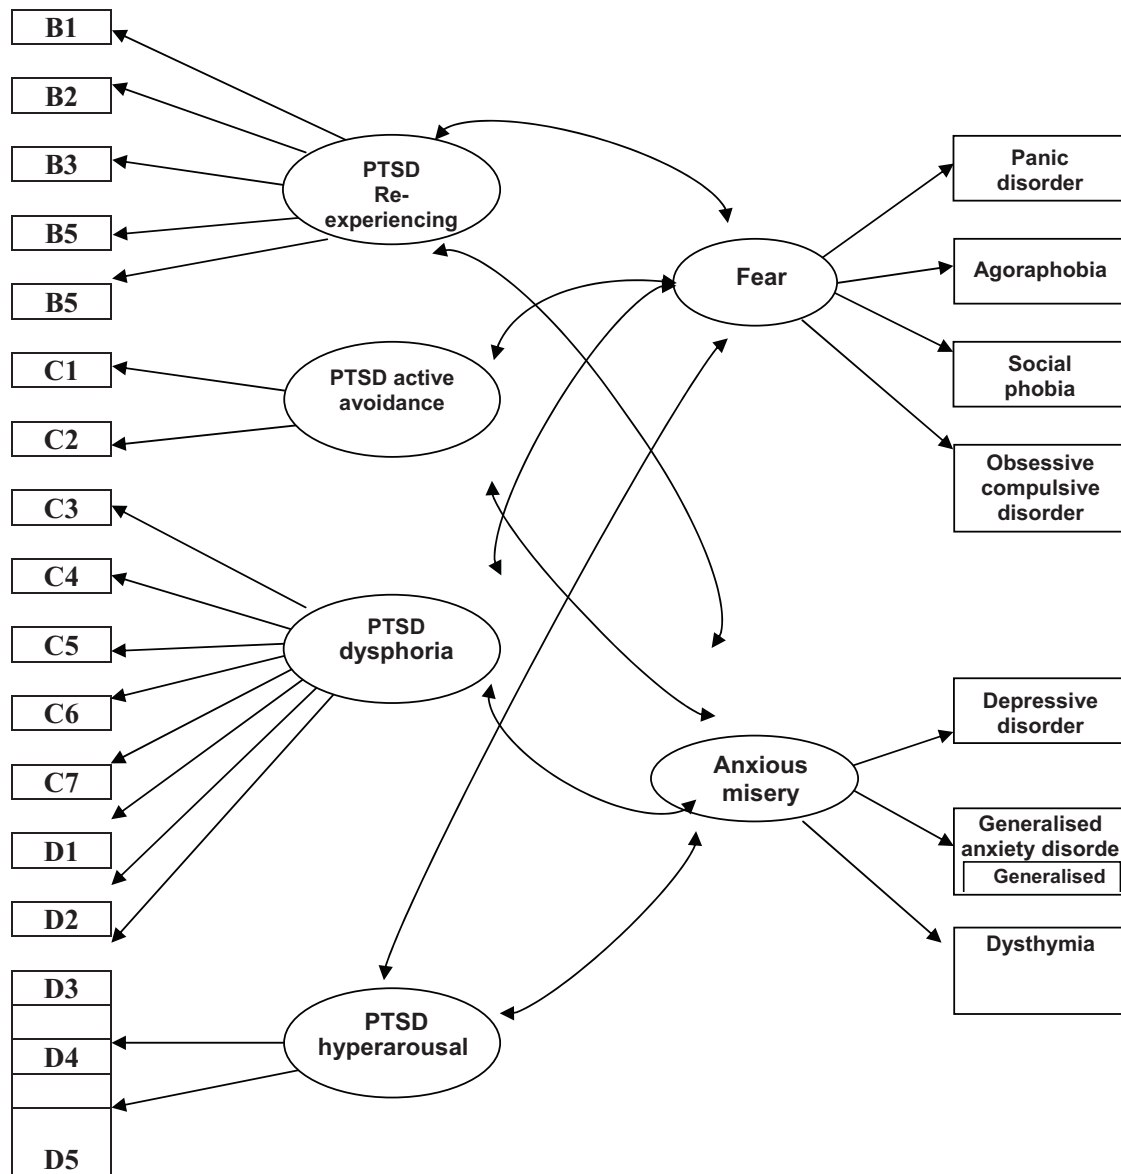 B1
B2
B3
B5
B5
C1
C2
C3
C4
C5
C6
C7
D1
D2
D3
D4
D5
PTSD
Re-
experiencing
PTSD active
avoidance
PTSD
dysphoria
PTSD
hyperarousal
Fear
Anxious
misery
Panic
disorder
Agoraphobia
Social
phobia
Obsessive
compulsive
disorder
Depressive
disorder
Generalised
anxiety disorde
Generalised
Dysthymia